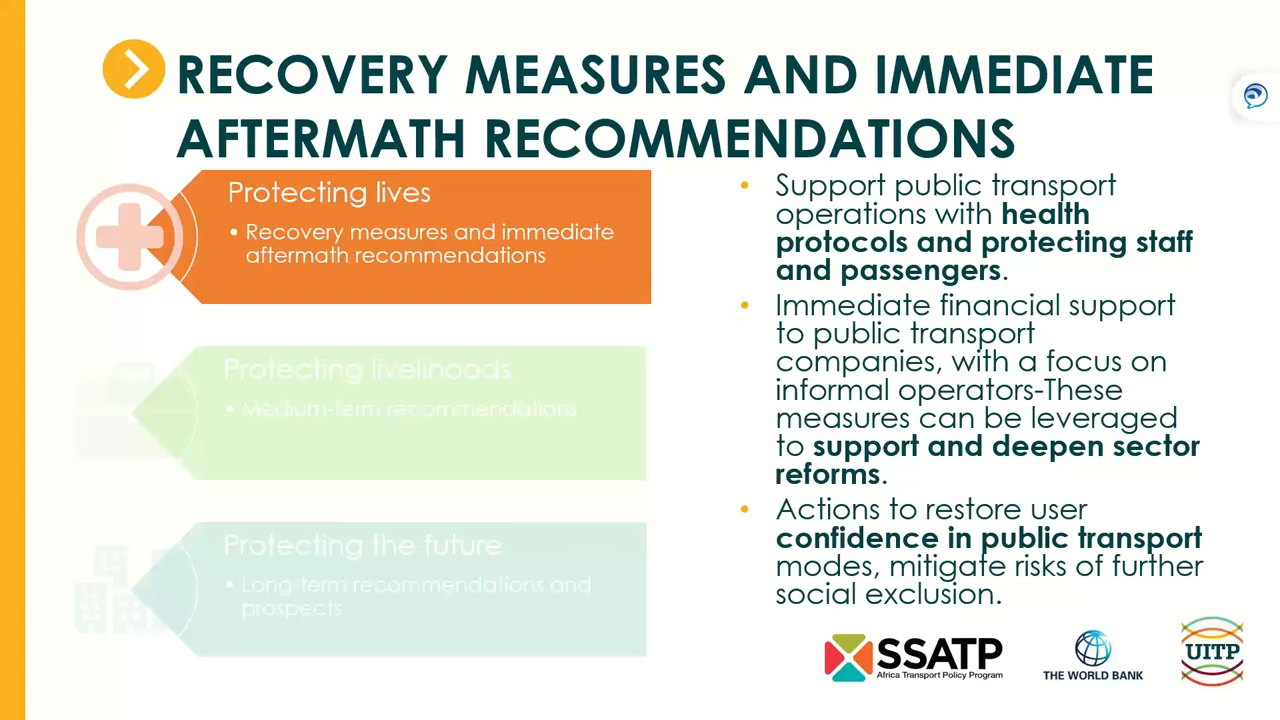 RECOVERY MEASURES AND IMMEDIATE
AFTERMATH RECOMMENDATIONS
Protecting lives
• Recovery measures and immediate
aftermath recommendations
Protecting livelihoods
• Medium-term recommendations
Protecting the future
• Long-term recommendations and
prospects
• Support public transport
operations with health
protocols and protecting staff
and passengers.
• Immediate financial support
to public transport
companies, with a focus on
informal operators-These
measures can be leveraged
to support and deepen sector
reforms.
• Actions to restore user
confidence in public transport
modes, mitigate risks of further
social exclusion.
SSATP
Africa Transport Policy Program
THE WORLD BANK
UITP